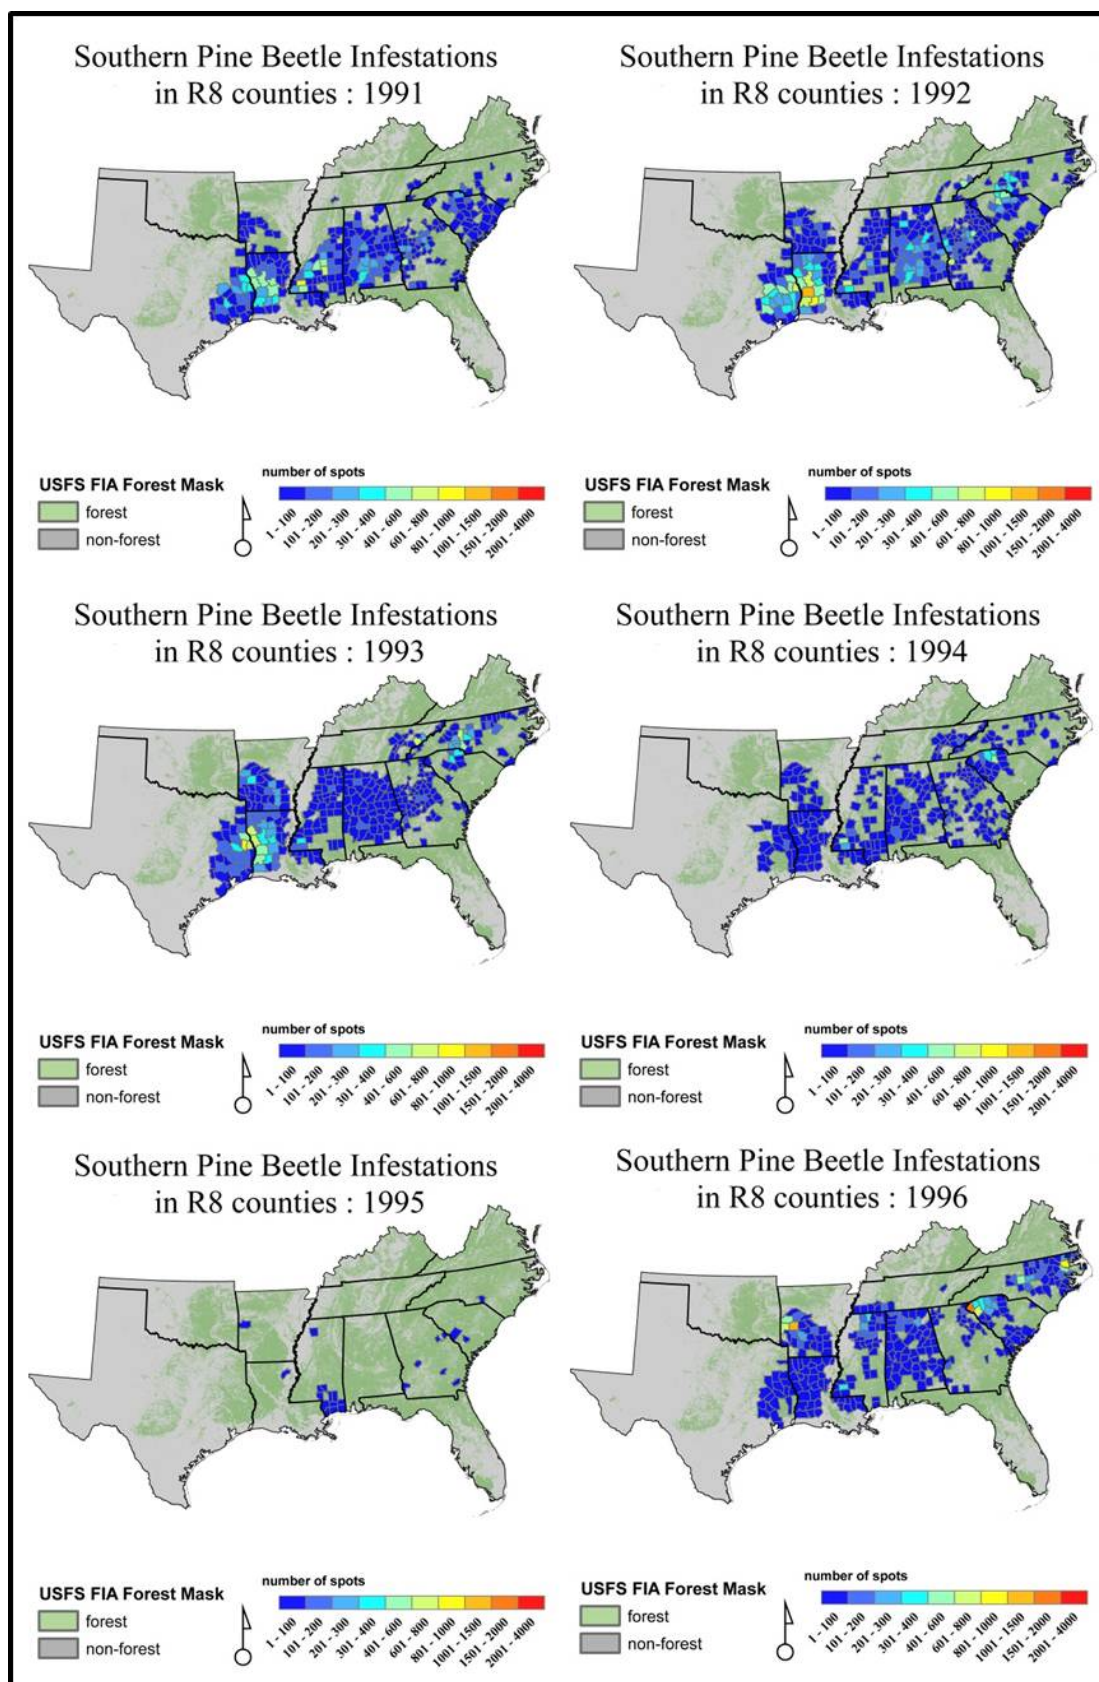 Southern Pine Beetle Infestations
in R8 counties : 1991
USFS FIA Forest Mask
forest
non-forest
number of spots
1 - 100
101 - 200
201 - 300
301 - 400
401 - 600
601 - 800
801 - 1000
1001 - 1500
1501 - 2000
2001 - 4000
Southern Pine Beetle Infestations
in R8 counties : 1992
USFS FIA Forest Mask
forest
non-forest
number of spots
1 - 100
101 - 200
201 - 300
301 - 400
401 - 600
601 - 800
801 - 1000
1001 - 1500
1501 - 2000
2001 - 4000
Southern Pine Beetle Infestations
in R8 counties : 1993
USFS FIA Forest Mask
forest
non-forest
number of spots
1 - 100
101 - 200
201 - 300
301 - 400
401 - 600
601 - 800
801 - 1000
1001 - 1500
1501 - 2000
2001 - 4000
Southern Pine Beetle Infestations
in R8 counties : 1994
USFS FIA Forest Mask
forest
non-forest
number of spots
1 - 100
101 - 200
201 - 300
301 - 400
401 - 600
601 - 800
801 - 1000
1001 - 1500
1501 - 2000
2001 - 4000
Southern Pine Beetle Infestations
in R8 counties : 1995
USFS FIA Forest Mask
forest
non-forest
number of spots
1 - 100
101 - 200
201 - 300
301 - 400
401 - 600
601 - 800
801 - 1000
1001 - 1500
1501 - 2000
2001 - 4000
Southern Pine Beetle Infestations
in R8 counties : 1996
USFS FIA Forest Mask
forest
non-forest
number of spots
1 - 100
101 - 200
201 - 300
301 - 400
401 - 600
601 - 800
801 - 1000
1001 - 1500
1501 - 2000
2001 - 4000